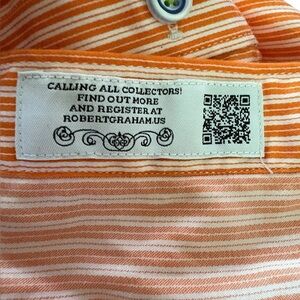 CALLING ALL COLLECTORS!
FIND OUT MORE
AND REGISTER AT
ROBERTGRAHAM.US